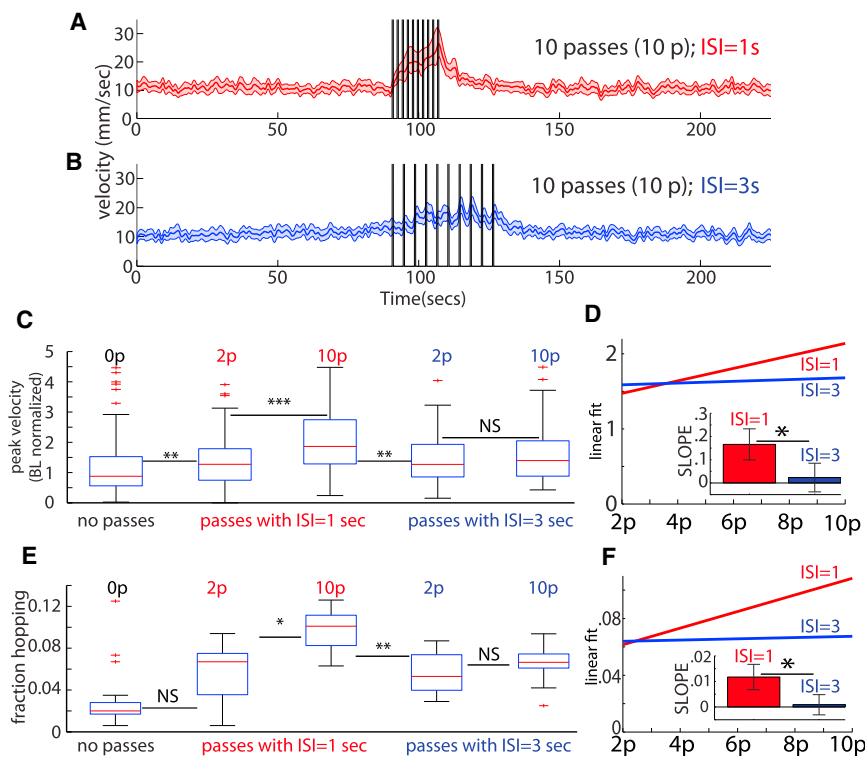 A
10 passes (10 p); ISI=1s
30
20
10
0
0 50 100 150 200
velocity (mm/sec)
B
10 passes (10 p); ISI=3s
30
20
10
0
0 50 100 150 200
Time(secs)
C
0p 2p 10p 2p 10p
5
4
3
2
1
0
peak velocity
(BL normalized)
** *** ** NS
no passes passes with ISI=1 sec passes with ISI=3 sec
D
2
1
0
linear fit
ISI=1
ISI=3
.3
.2
.1
0
SLOPE
ISI=1
*
ISI=3
2p 4p 6p 8p 10p
E
0p 2p 10p 2p 10p
0.12
0.08
0.04
0
fraction hopping
NS * ** NS
no passes passes with ISI=1 sec passes with ISI=3 sec
F
.08
.04
0
linear fit
ISI=1
ISI=3
.02
.01
0
SLOPE
ISI=1
*
ISI=3
2p 4p 6p 8p 10p